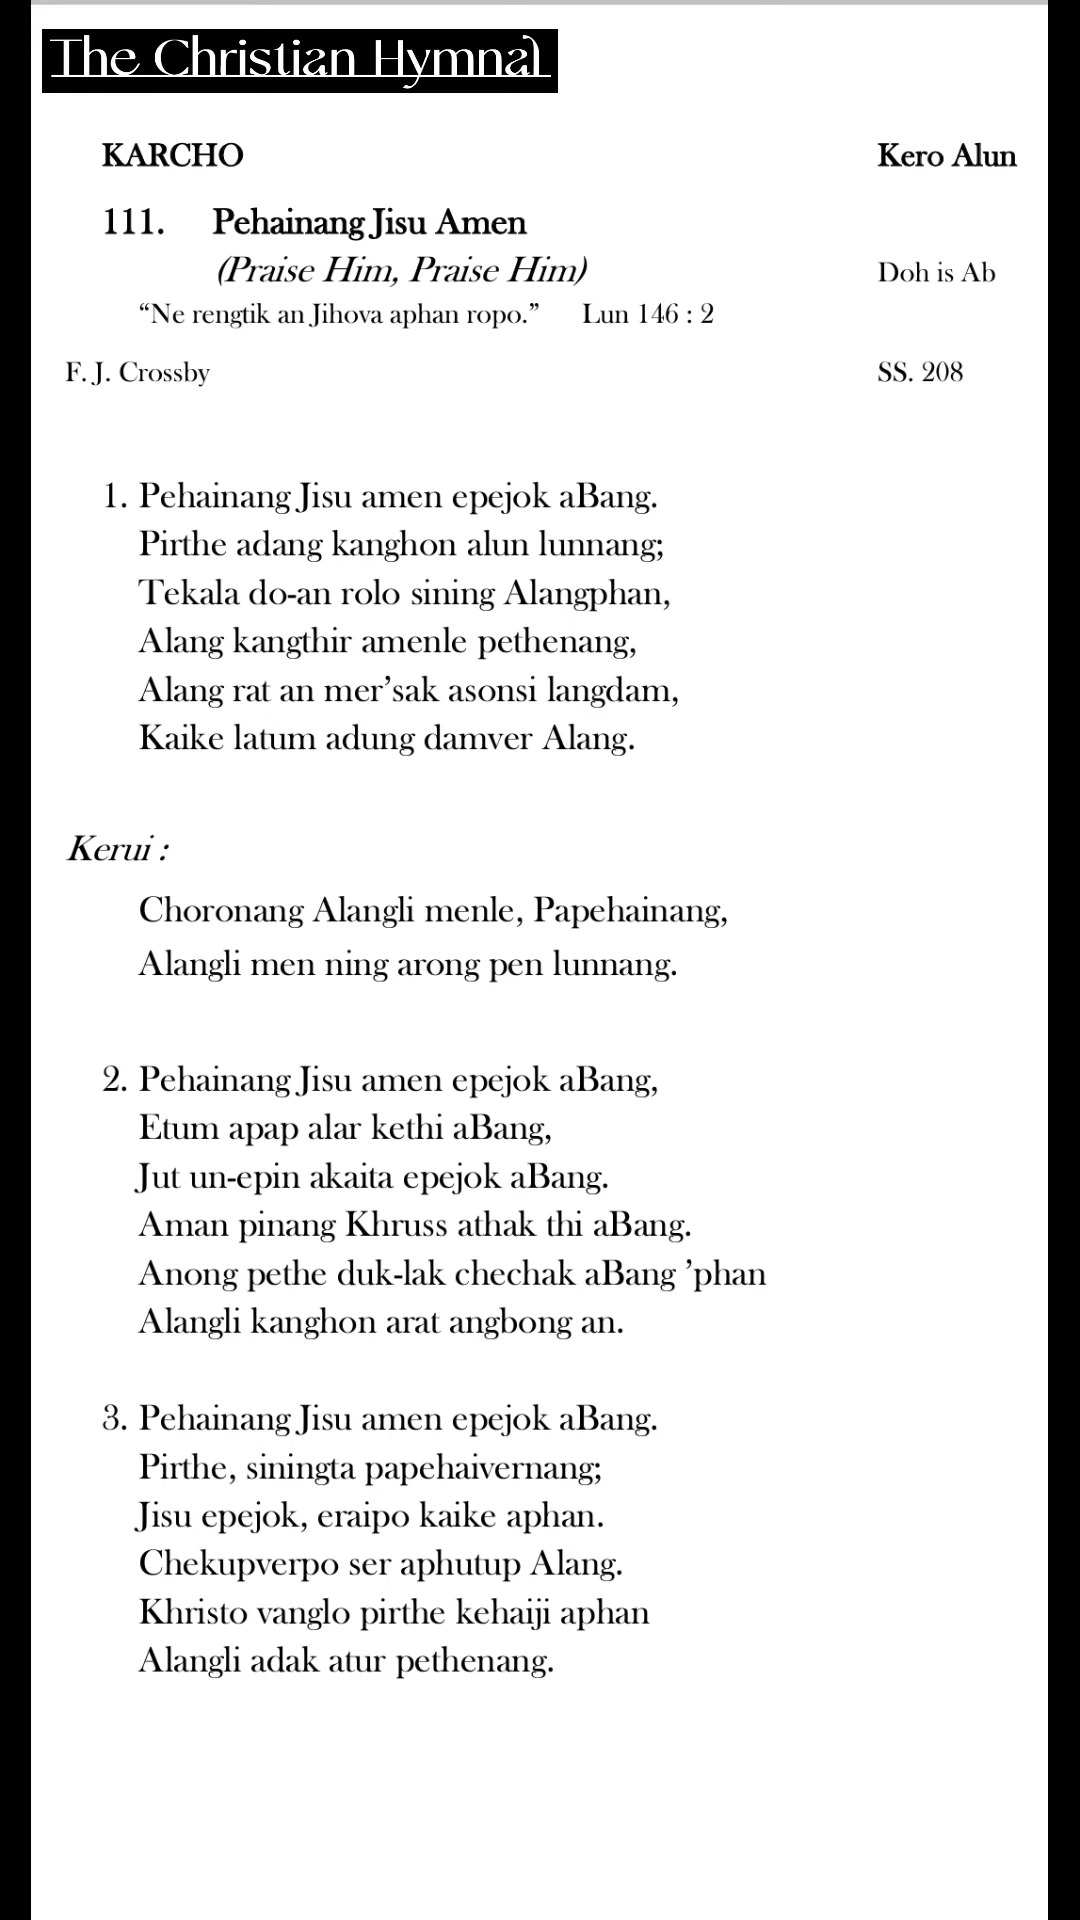 The Christian Hymnal
KARCHO Kero Alun
111. Pehainang Jisu Amen
(Praise Him, Praise Him) Doh is Ab
“Ne rengtik an Jihova aphan ropo.” Lun 146 : 2
F. J. Crossby SS. 208
1. Pehainang Jisu amen epejok aBang.
Pirthe adang kanghon alun lunnang;
Tekala do-an rolo sining Alangphan,
Alang kangthir amenle pethenang,
Alang rat an mer’sak asonsi langdam,
Kaike latum adung damver Alang.
Kerui :
Choronang Alangli menle, Papehainang,
Alangli men ning arong pen lunnang.
2. Pehainang Jisu amen epejok aBang,
Etum apap alar kethi aBang,
Jut un-epin akaita epejok aBang.
Aman pinang Khruss athak thi aBang.
Anong pethe duk-lak chechak aBang ’phan
Alangli kanghon arat angbong an.
3. Pehainang Jisu amen epejok aBang.
Pirthe, siningta papehaivernang;
Jisu epejok, eraipo kaike aphan.
Chekupverpo ser aphutup Alang.
Khristo vanglo pirthe kehaiji aphan
Alangli adak atur pethenang.